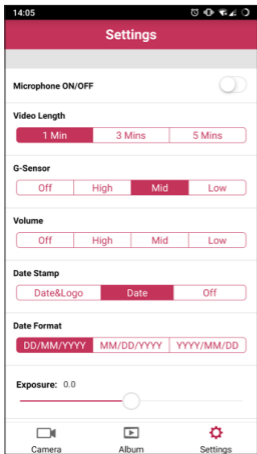 14:05
Settings
Microphone ON/OFF
Video Length
1 Min 3 Mins 5 Mins
G-Sensor
Off High Mid Low
Volume
Off High Mid Low
Date Stamp
Date&Logo Date Off
Date Format
DD/MM/YYYY MM/DD/YYYY YYYY/MM/DD
Exposure: 0.0
Camera Album Settings